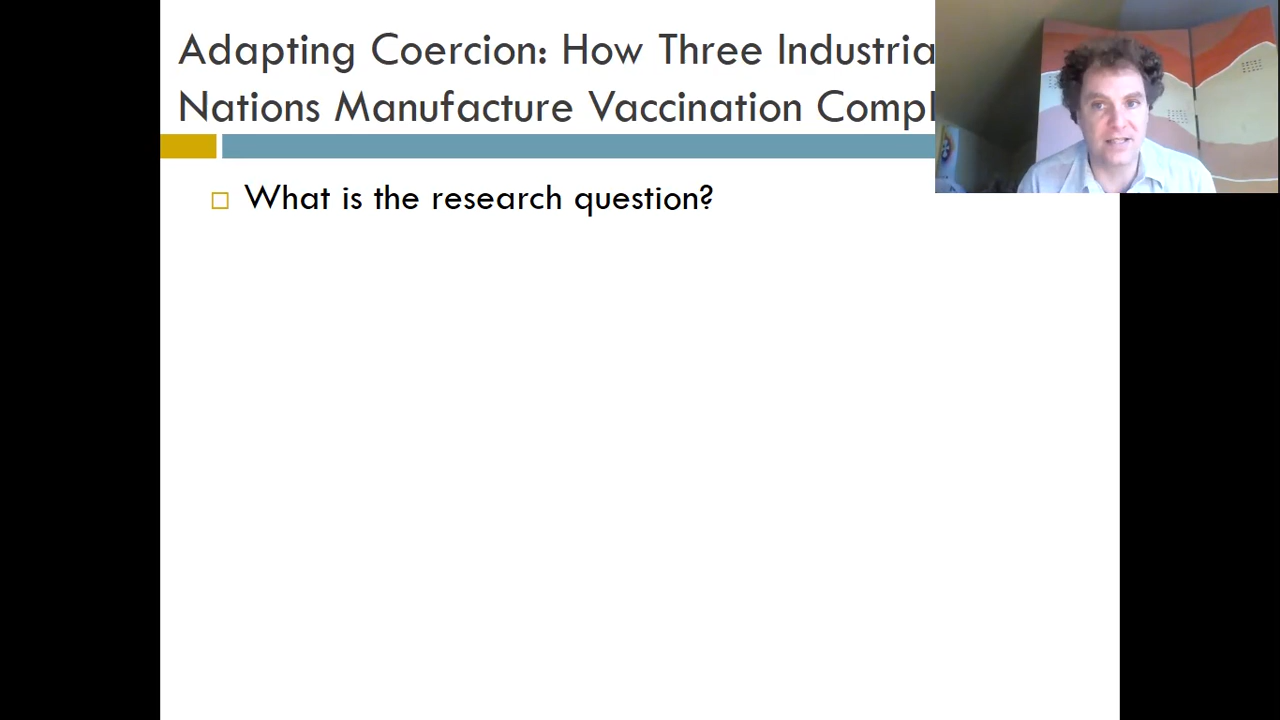 Adapting Coercion: How Three Industria
Nations Manufacture Vaccination Compl
What is the research question?